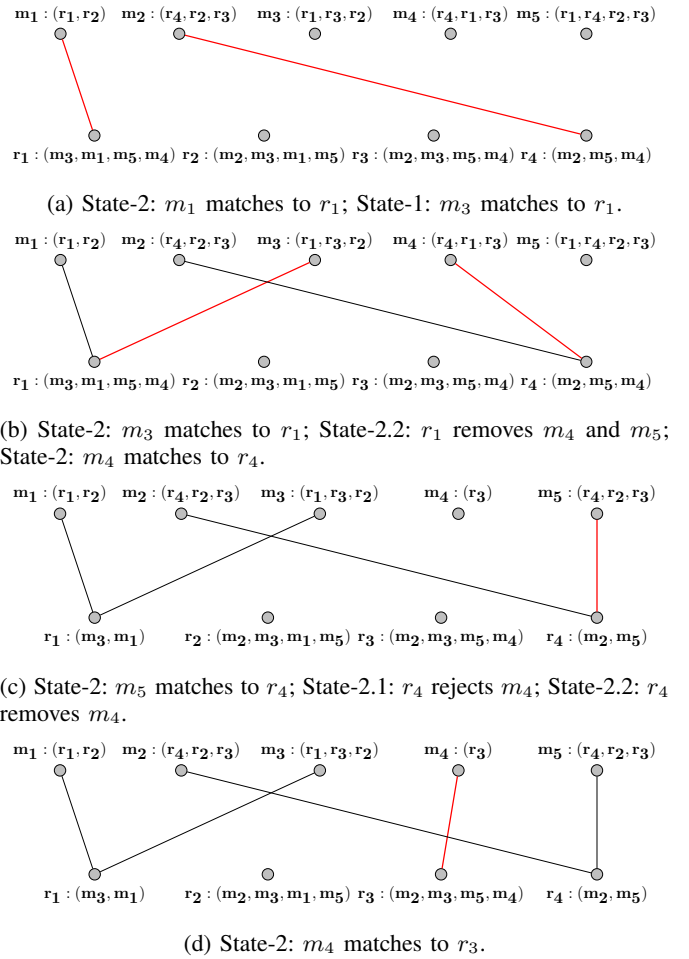 m₁ : (r₁, r₂) m₂ : (r₄, r₂, r₃) m₃ : (r₁, r₃, r₂) m₄ : (r₄, r₁, r₃) m₅ : (r₁, r₄, r₂, r₃)
r₁ : (m₃, m₁, m₅, m₄) r₂ : (m₂, m₃, m₁, m₅) r₃ : (m₂, m₃, m₅, m₄) r₄ : (m₂, m₅, m₄)
(a) State-2: m₁ matches to r₁; State-1: m₃ matches to r₁.
m₁ : (r₁, r₂) m₂ : (r₄, r₂, r₃) m₃ : (r₁, r₃, r₂) m₄ : (r₄, r₁, r₃) m₅ : (r₁, r₄, r₂, r₃)
r₁ : (m₃, m₁, m₅, m₄) r₂ : (m₂, m₃, m₁, m₅) r₃ : (m₂, m₃, m₅, m₄) r₄ : (m₂, m₅, m₄)
(b) State-2: m₃ matches to r₁; State-2.2: r₁ removes m₄ and m₅;
State-2: m₄ matches to r₄.
m₁ : (r₁, r₂) m₂ : (r₄, r₂, r₃) m₃ : (r₁, r₃, r₂) m₄ : (r₃) m₅ : (r₄, r₂, r₃)
r₁ : (m₃, m₁) r₂ : (m₂, m₃, m₁, m₅) r₃ : (m₂, m₃, m₅, m₄) r₄ : (m₂, m₅)
(c) State-2: m₅ matches to r₄; State-2.1: r₄ rejects m₄; State-2.2: r₄
removes m₄.
m₁ : (r₁, r₂) m₂ : (r₄, r₂, r₃) m₃ : (r₁, r₃, r₂) m₄ : (r₃) m₅ : (r₄, r₂, r₃)
r₁ : (m₃, m₁) r₂ : (m₂, m₃, m₁, m₅) r₃ : (m₂, m₃, m₅, m₄) r₄ : (m₂, m₅)
(d) State-2: m₄ matches to r₃.